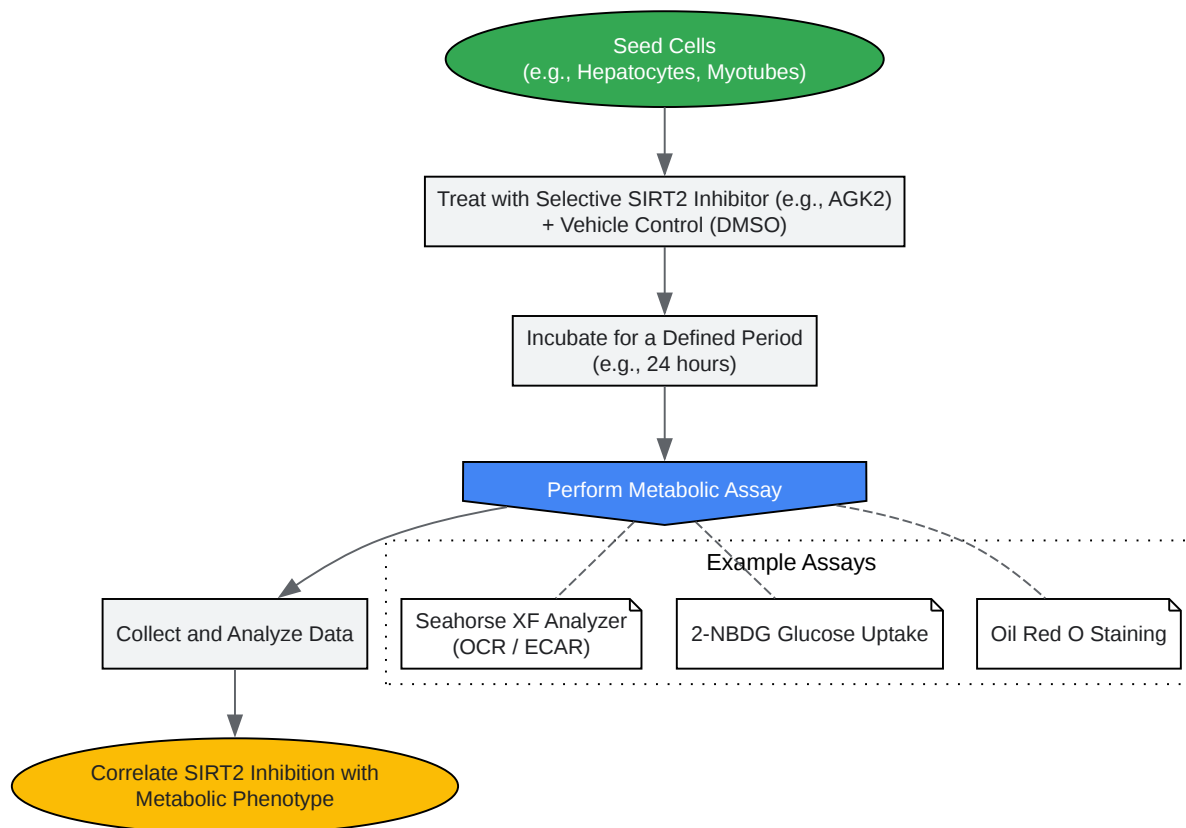 Seed Cells
(e.g., Hepatocytes, Myotubes)
Treat with Selective SIRT2 Inhibitor (e.g., AGK2)
+ Vehicle Control (DMSO)
Incubate for a Defined Period
(e.g., 24 hours)
Perform Metabolic Assay
Example Assays
Collect and Analyze Data
Seahorse XF Analyzer
(OCR / ECAR)
2-NBDG Glucose Uptake
Oil Red O Staining
Correlate SIRT2 Inhibition with
Metabolic Phenotype